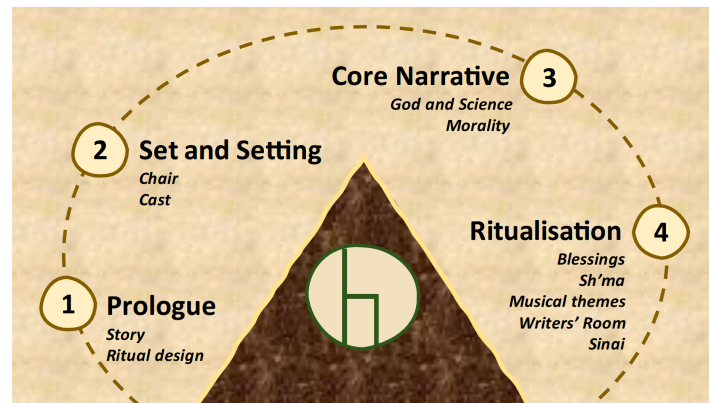 1
Prologue
Story
Ritual design
2
Set and Setting
Chair
Cast
3
Core Narrative
God and Science
Morality
4
Ritualisation
Blessings
Sh’ma
Musical themes
Writers’ Room
Sinai